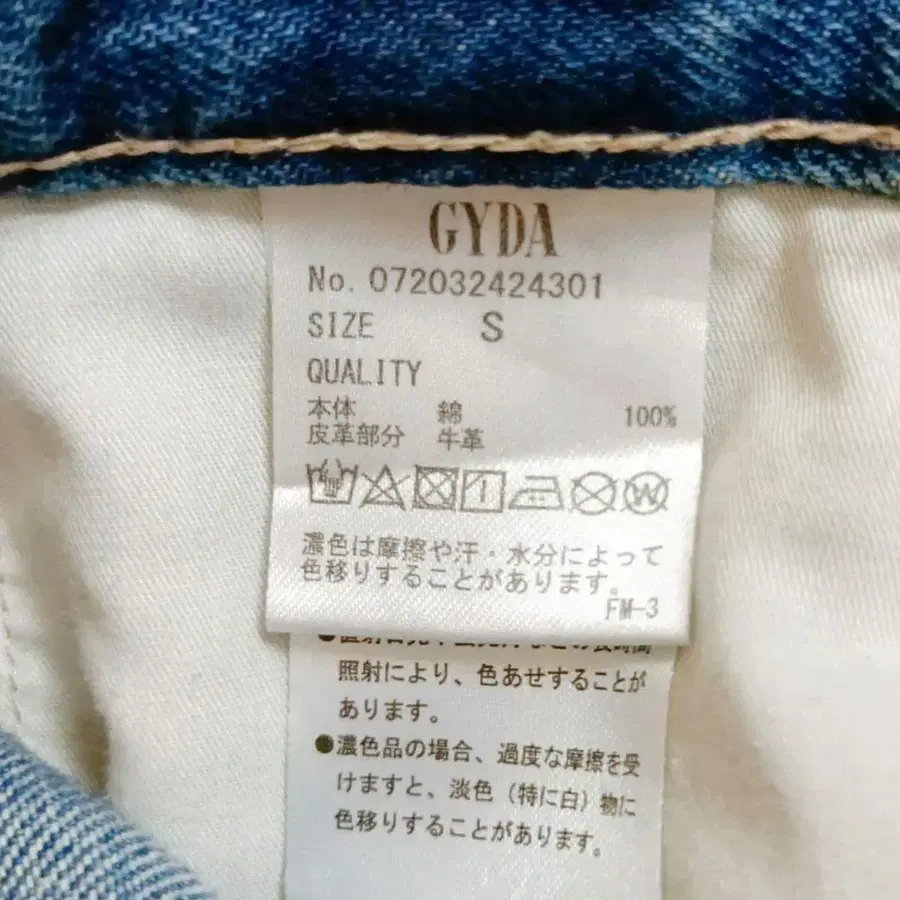 GYDA
No. 072032424301
SIZE S
QUALITY
本体 綿 100%
皮革部分 牛革
濃色は摩擦や汗・水分によって
色移りすることがあります。
FM-3
照射により、色あせすることが
あります。
●濃色品の場合、過度な摩擦を受
けますと、淡色（特に白）物に
色移りすることがあります。